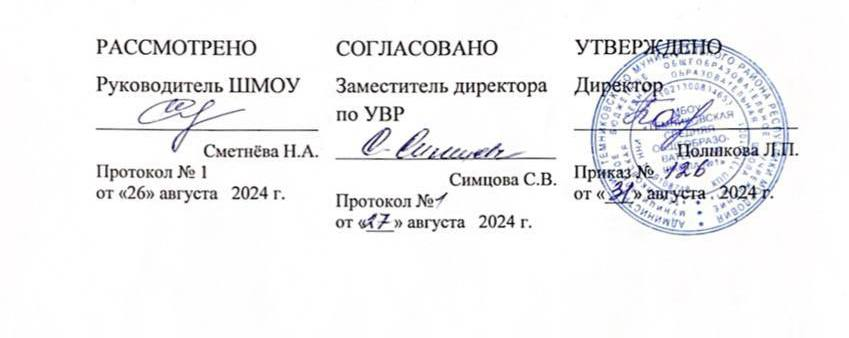 РАССМОТРЕНО
Руководитель ШМОУ
Сметнёва Н.А.
Протокол № 1
от «26» августа 2024 г.
СОГЛАСОВАНО
Заместитель директора
по УВР
Симцова С.В.
Протокол №1
от «27» августа 2024 г.
УТВЕРЖДЕНО
Директор
Полшкова Л.П.
Приказ № 126
от «31» августа 2024 г.